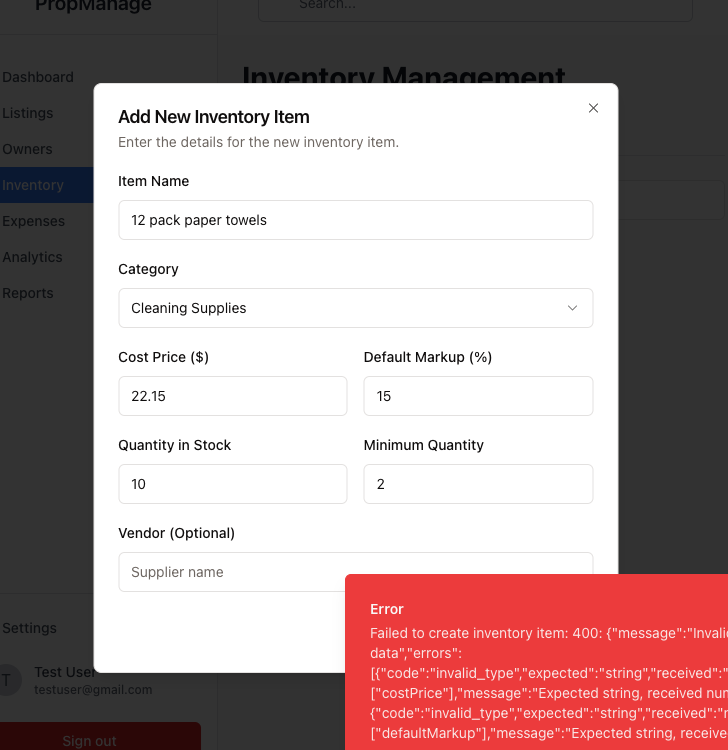 PropManage
Search...
Inventory Management
Dashboard
Listings
Owners
Inventory
Expenses
Analytics
Reports
Add New Inventory Item
Enter the details for the new inventory item.
Item Name
12 pack paper towels
Category
Cleaning Supplies
Cost Price ($)
Default Markup (%)
22.15
15
Quantity in Stock
Minimum Quantity
10
2
Vendor (Optional)
Supplier name
Settings
T
Test User
testuser@gmail.com
Sign out
Error
Failed to create inventory item: 400: {"message":"Invalid
data","errors":
[{"code":"invalid_type","expected":"string","received":"
["costPrice"],"message":"Expected string, received num
{"code":"invalid_type","expected":"string","received":"n
["defaultMarkup"],"message":"Expected string, receive